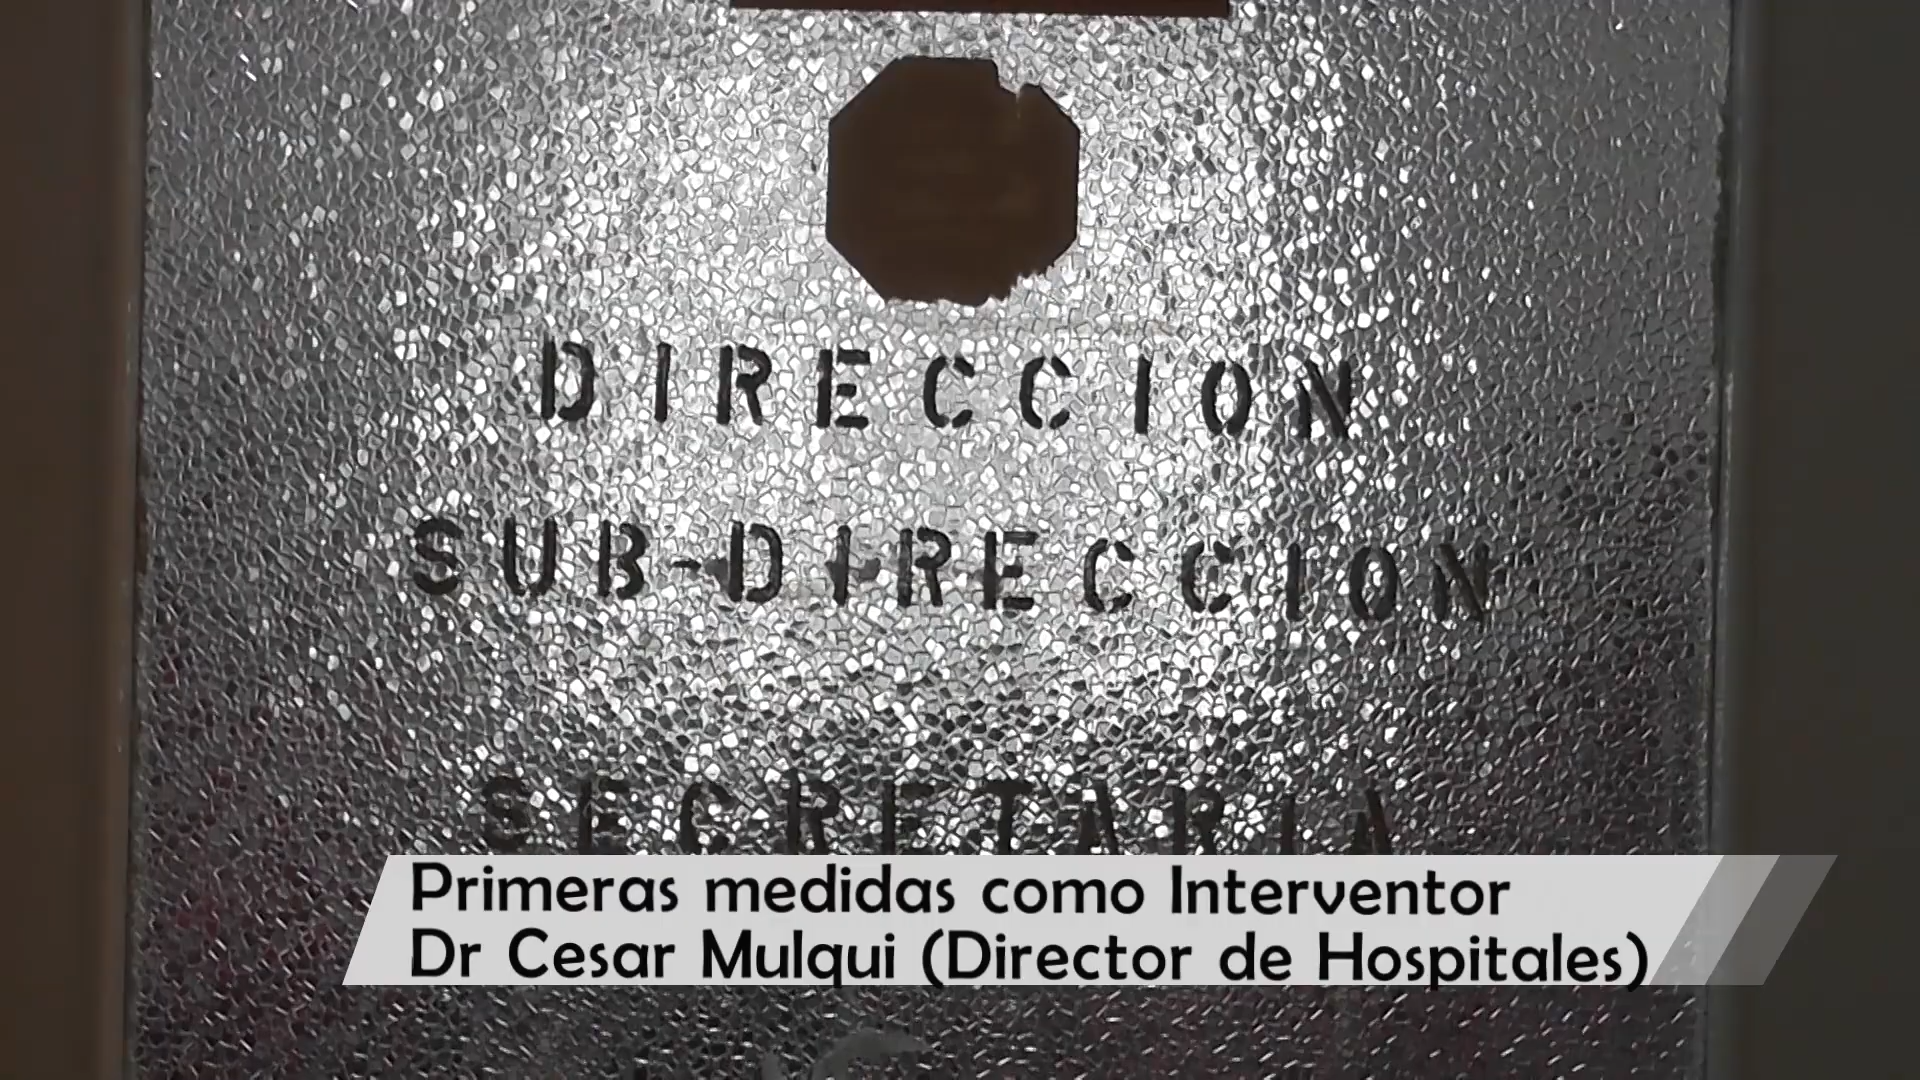 DIRECCION
SUB-DIRECCION
SECRETARIA
Primeras medidas como Interventor
Dr Cesar Mulqui (Director de Hospitales)